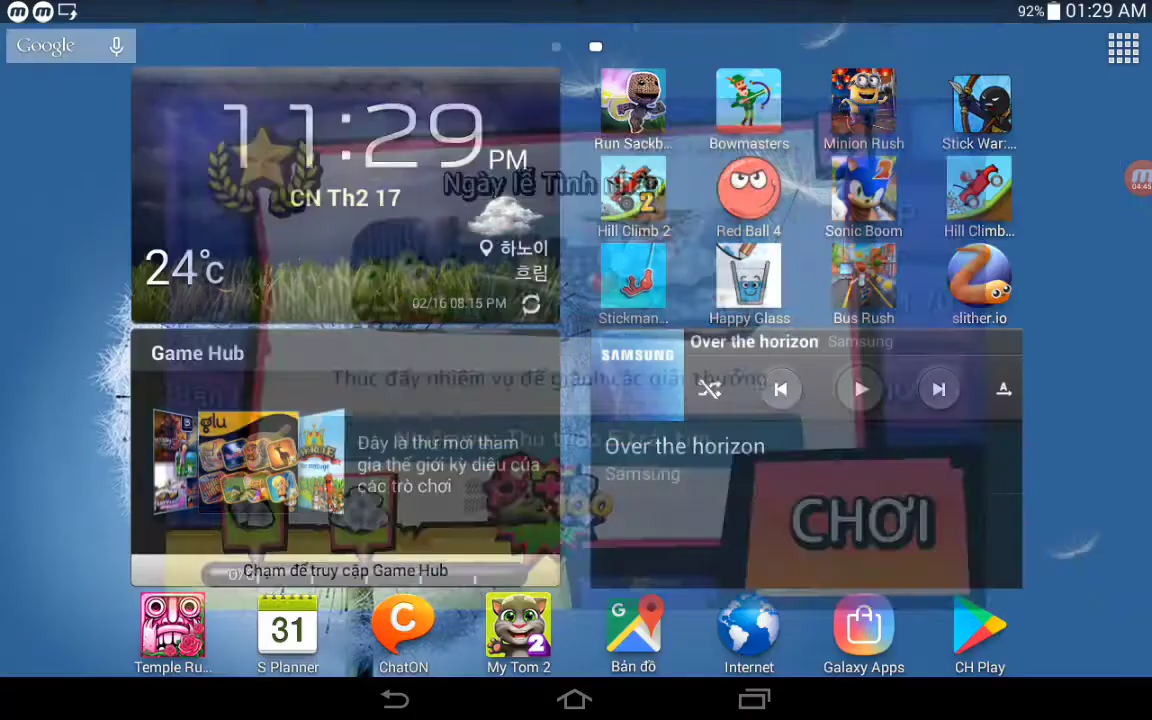 92% 01:29 AM
Google
11:29 PM
CN Th2 17
24°c
하노이
흐림
02/16 08.15 PM
Ngày lễ Tình
Run Sackb...
Bowmasters
Minion Rush
Stick War:...
04:45
Hill Climb 2
Red Ball 4
Sonic Boom
Hill Climb...
Stickman...
Happy Glass
Bus Rush
slither.io
Game Hub
glu
Đây là thư mời tham
gia thế giới kỳ diệu của
các trò chơi
Chạm để truy cập Game Hub
SAMSUNG
Over the horizon Samsung
Over the horizon
Samsung
Thúc đẩy nhiệm vụ để giành các giải thưởng
CHƠI
Temple Ru...
31
S Planner
ChatON
2
My Tom 2
Bản đồ
Internet
Galaxy Apps
CH Play